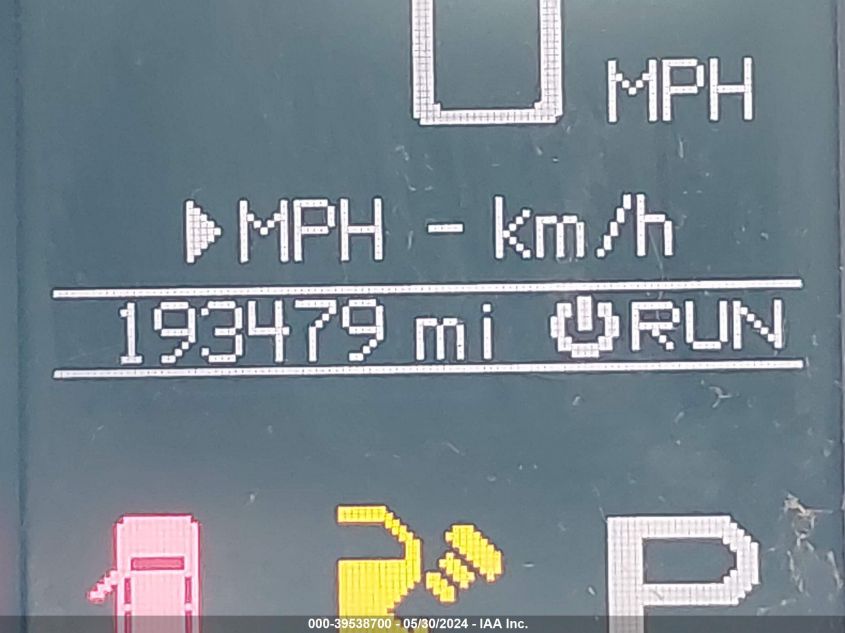 0 MPH
▶MPH - km/h
193479 mi RUN
P
000-39538700 - 05/30/2024 - IAA Inc.